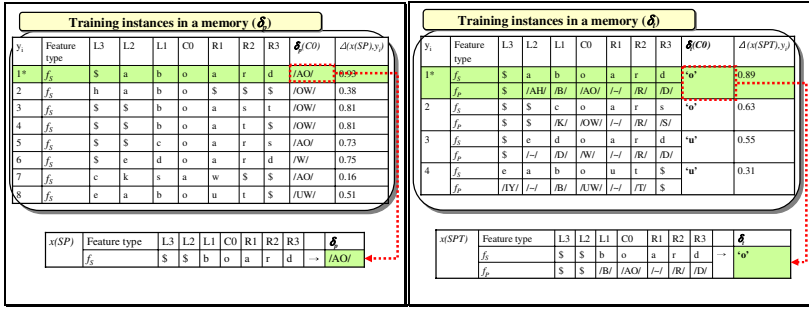 Training instances in a memory (δp)
yi Feature type L3 L2 L1 C0 R1 R2 R3 δp(C0) Δ(x(SP),yi)
1* fS $ a b o a r d /AO/ 0.93
2 fS h a b o $ $ $ /OW/ 0.38
3 fS $ $ b o a s t /OW/ 0.81
4 fS $ $ b o a t $ /OW/ 0.81
5 fS $ $ c o a r s /AO/ 0.73
6 fS $ e d o a r d /W/ 0.75
7 fS c k s a w $ $ /AO/ 0.16
8 fS e a b o u t $ /UW/ 0.51
x(SP) Feature type L3 L2 L1 C0 R1 R2 R3 δp
fS $ $ b o a r d → /AO/
Training instances in a memory (δt)
yi Feature type L3 L2 L1 C0 R1 R2 R3 δt(C0) Δ(x(SPT),yi)
1* fS $ a b o a r d ‘o’ 0.89
fP $ /AH/ /B/ /AO/ /~/ /R/ /D/
2 fS $ $ c o a r s ‘o’ 0.63
fP $ $ /K/ /OW/ /~/ /R/ /S/
3 fS $ e d o a r d ‘u’ 0.55
fP $ /~/ /D/ /W/ /~/ /R/ /D/
4 fS e a b o u t $ ‘u’ 0.31
fP /IY/ /~/ /B/ /UW/ /~/ /T/ $
x(SPT) Feature type L3 L2 L1 C0 R1 R2 R3 δt
fS $ $ b o a r d → ‘o’
fP $ $ /B/ /AO/ /~/ /R/ /D/